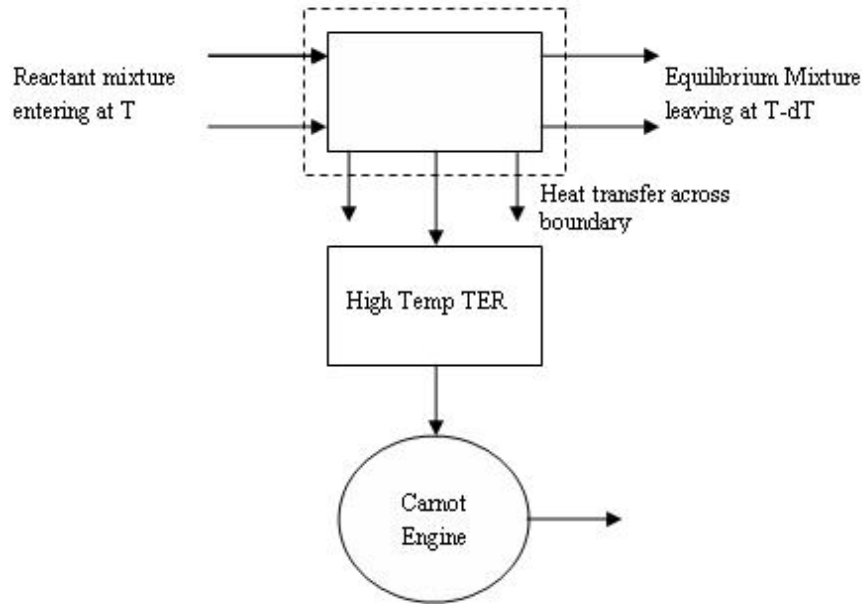 Reactant mixture
entering at T
Equilibrium Mixture
leaving at T-dT
Heat transfer across
boundary
High Temp TER
Carnot
Engine